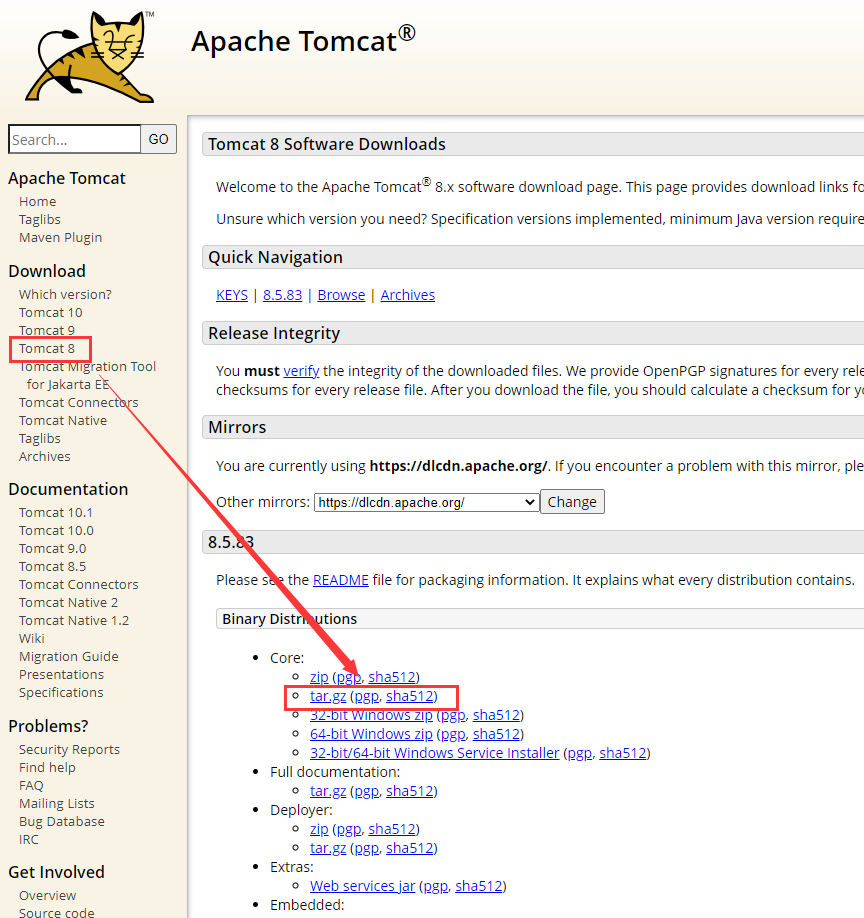 TM
Apache Tomcat®
Search...
GO
Apache Tomcat
Home
Taglibs
Maven Plugin
Download
Which version?
Tomcat 10
Tomcat 9
Tomcat 8
Tomcat Migration Tool
for Jakarta EE
Tomcat Connectors
Tomcat Native
Taglibs
Archives
Documentation
Tomcat 10.1
Tomcat 10.0
Tomcat 9.0
Tomcat 8.5
Tomcat Connectors
Tomcat Native 2
Tomcat Native 1.2
Wiki
Migration Guide
Presentations
Specifications
Problems?
Security Reports
Find help
FAQ
Mailing Lists
Bug Database
IRC
Get Involved
Overview
Source code
Tomcat 8 Software Downloads
Welcome to the Apache Tomcat® 8.x software download page. This page provides download links fo
Unsure which version you need? Specification versions implemented, minimum Java version require
Quick Navigation
KEYS | 8.5.83 | Browse | Archives
Release Integrity
You must verify the integrity of the downloaded files. We provide OpenPGP signatures for every rele
checksums for every release file. After you download the file, you should calculate a checksum for yo
Mirrors
You are currently using https://dlcdn.apache.org/. If you encounter a problem with this mirror, ple
Other mirrors: https://dlcdn.apache.org/ Change
8.5.83
Please see the README file for packaging information. It explains what every distribution contains.
Binary Distributions
Core:
zip (pgp, sha512)
tar.gz (pgp, sha512)
32-bit Windows zip (pgp, sha512)
64-bit Windows zip (pgp, sha512)
32-bit/64-bit Windows Service Installer (pgp, sha512)
Full documentation:
tar.gz (pgp, sha512)
Deployer:
zip (pgp, sha512)
tar.gz (pgp, sha512)
Extras:
Web services jar (pgp, sha512)
Embedded: